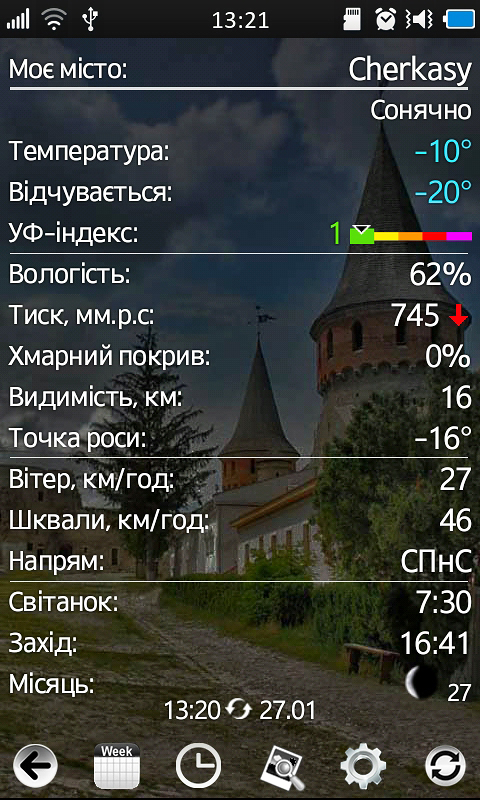 13:21
Моє місто: Cherkasy
Сонячно
Температура: -10°
Відчувається: -20°
УФ-індекс: 1
Вологість: 62%
Тиск, мм.р.с: 745
Хмарний покрив: 0%
Видимість, км: 16
Точка роси: -16°
Вітер, км/год: 27
Шквали, км/год: 46
Напрям: СПнС
Світанок: 7:30
Захід: 16:41
Місяць: 27
13:20 27.01
Week